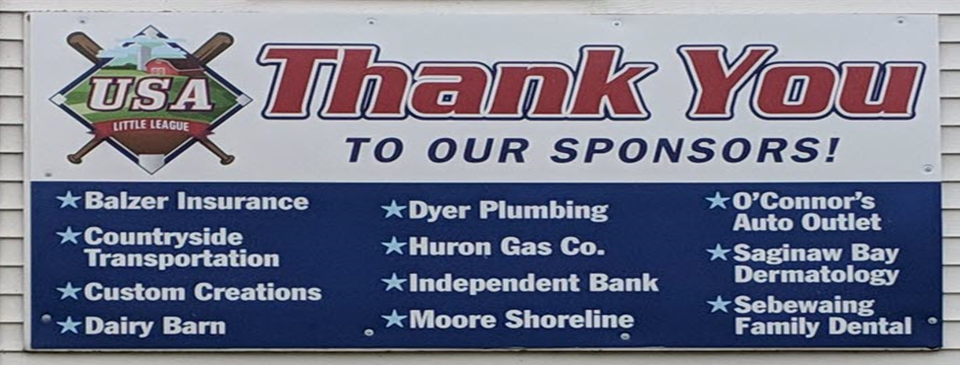 USA
LITTLE LEAGUE
Thank You
TO OUR SPONSORS!
Balzer Insurance
Countryside
Transportation
Custom Creations
Dairy Barn
Dyer Plumbing
Huron Gas Co.
Independent Bank
Moore Shoreline
O'Connor's
Auto Outlet
Saginaw Bay
Dermatology
Sebewaing
Family Dental